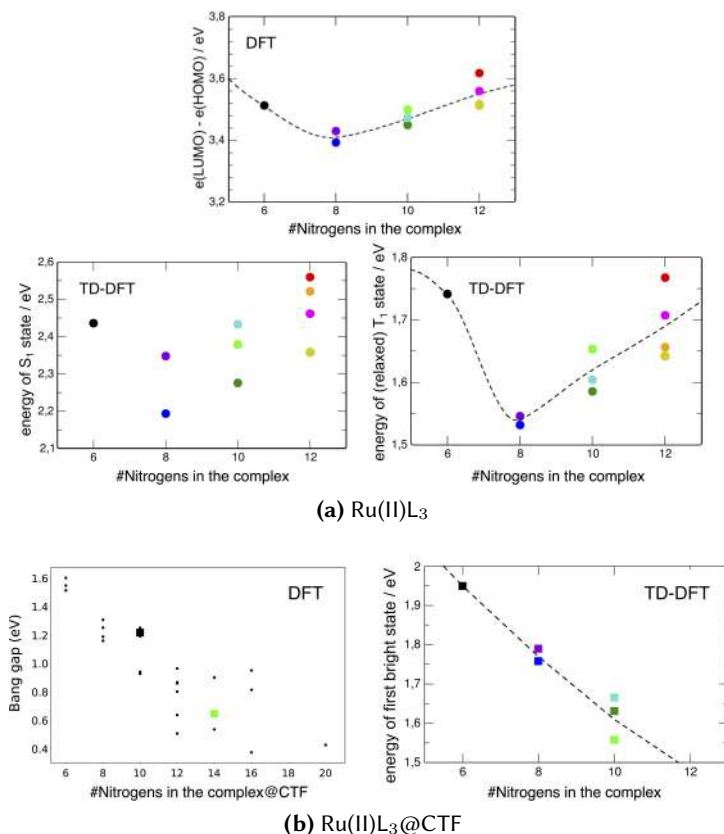 3,8
3,6
3,4
3,2
e(LUMO) - e(HOMO) / eV
DFT
6 8 10 12
#Nitrogens in the complex
2,6
2,5
2,4
2,3
2,2
2,1
energy of S1 state / eV
TD-DFT
6 8 10 12
#Nitrogens in the complex
1,8
1,7
1,6
1,5
energy of (relaxed) T1 state / eV
TD-DFT
6 8 10 12
#Nitrogens in the complex
(a) Ru(II)L3
1.6
1.4
1.2
1.0
0.8
0.6
0.4
Bang gap (eV)
DFT
6 8 10 12 14 16 18 20
#Nitrogens in the complex@CTF
2
1,9
1,8
1,7
1,6
1,5
energy of first bright state / eV
TD-DFT
6 8 10 12
#Nitrogens in the complex
(b) Ru(II)L3@CTF